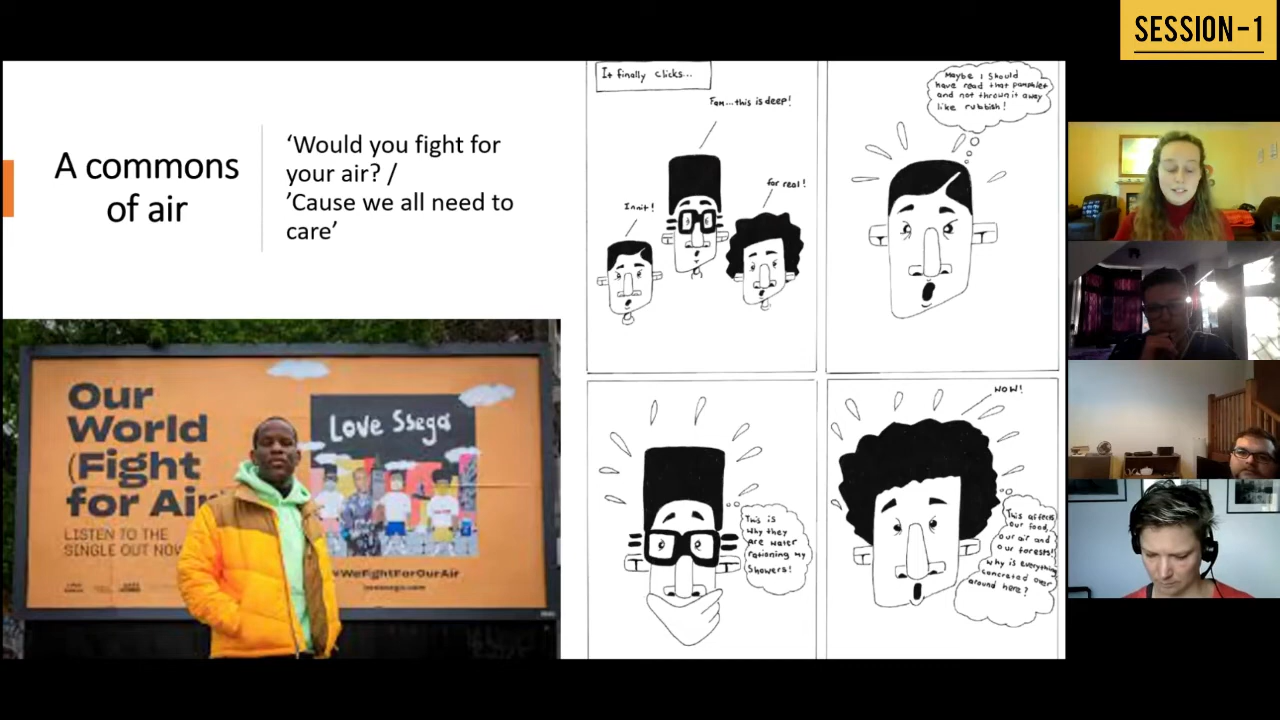 SESSION-1
A commons
of air
‘Would you fight for
your air? /
’Cause we all need to
care’
It finally clicks...
Fam...this is deep!
Innit!
for real!
Maybe I Should
have read that pamphlet
and not thrown it away
like rubbish!
This is
why they
are water
rationing my
Showers!
WOW!
This affects
our food,
our air and
our forests!
Why is everything
concreted over
around here?
Our
World
(Fight
for Air
LISTEN TO THE
SINGLE OUT NOW
Love Ssega
#WeFightForOurAir